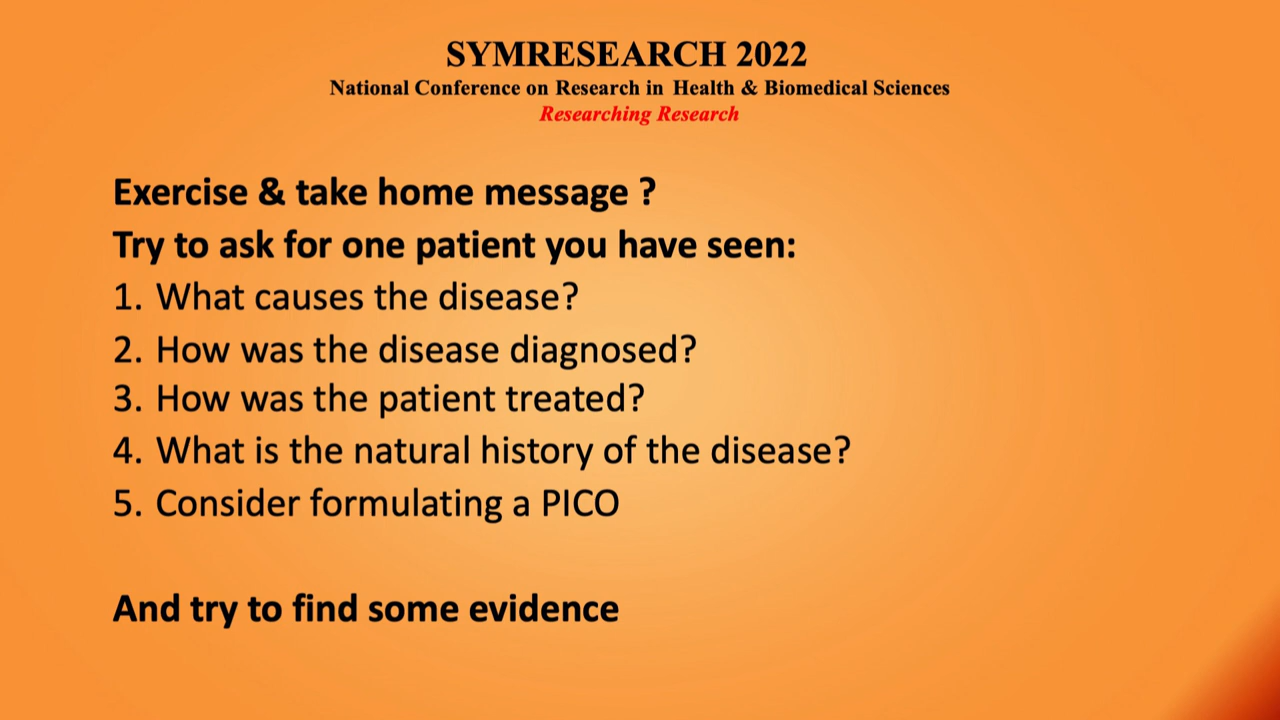 SYMRESEARCH 2022
National Conference on Research in Health & Biomedical Sciences
Researching Research
Exercise & take home message ?
Try to ask for one patient you have seen:
1. What causes the disease?
2. How was the disease diagnosed?
3. How was the patient treated?
4. What is the natural history of the disease?
5. Consider formulating a PICO
And try to find some evidence